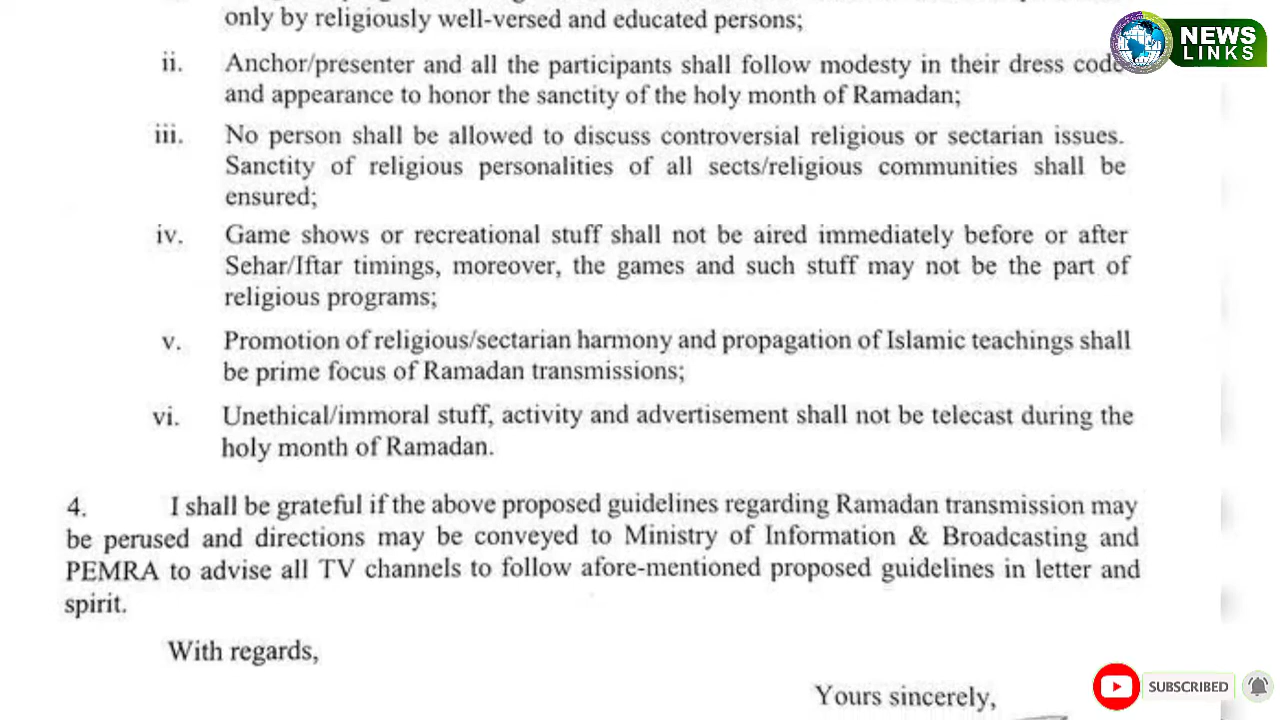 only by religiously well-versed and educated persons;
NEWS
LINKS
ii. Anchor/presenter and all the participants shall follow modesty in their dress code
and appearance to honor the sanctity of the holy month of Ramadan;
iii. No person shall be allowed to discuss controversial religious or sectarian issues.
Sanctity of religious personalities of all sects/religious communities shall be
ensured;
iv. Game shows or recreational stuff shall not be aired immediately before or after
Sehar/Iftar timings, moreover, the games and such stuff may not be the part of
religious programs;
v. Promotion of religious/sectarian harmony and propagation of Islamic teachings shall
be prime focus of Ramadan transmissions;
vi. Unethical/immoral stuff, activity and advertisement shall not be telecast during the
holy month of Ramadan.
4. I shall be grateful if the above proposed guidelines regarding Ramadan transmission may
be perused and directions may be conveyed to Ministry of Information & Broadcasting and
PEMRA to advise all TV channels to follow afore-mentioned proposed guidelines in letter and
spirit.
With regards,
Yours sincerely,
SUBSCRIBED